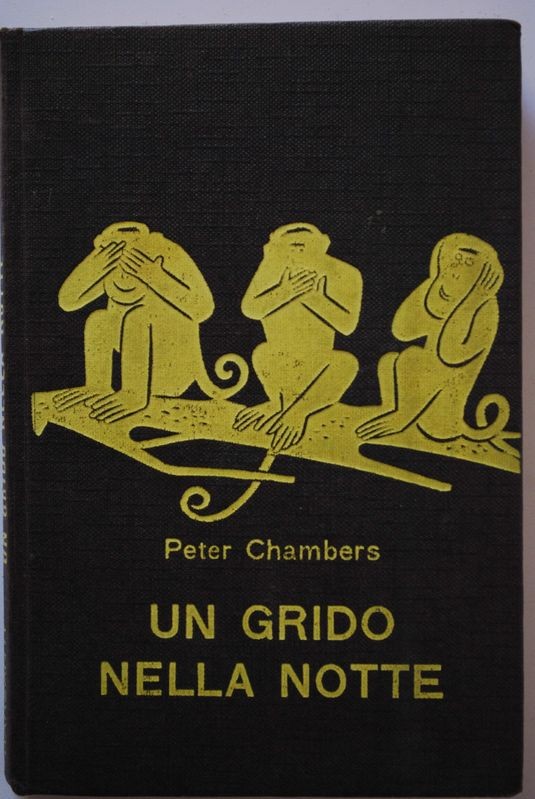 Peter Chambers
UN GRIDO
NELLA NOTTE